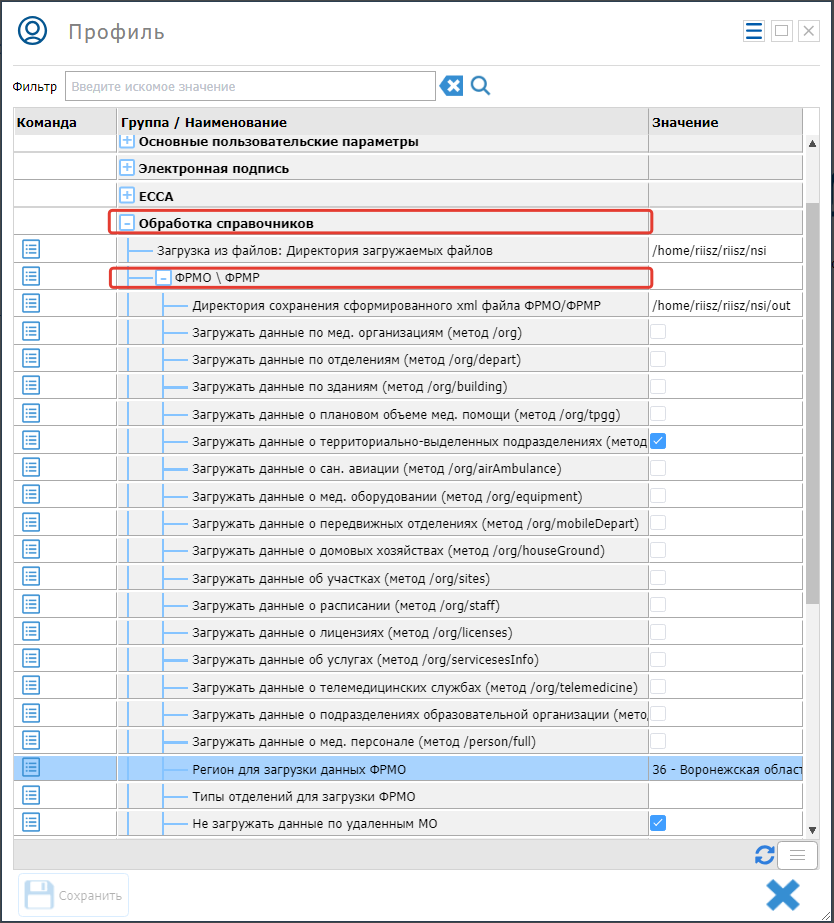 Профиль
Фильтр Введите искомое значение
Команда Группа / Наименование Значение
Основные пользовательские параметры
Электронная подпись
ЕССА
Обработка справочников
Загрузка из файлов: Директория загружаемых файлов /home/riisz/riisz/nsi
ФРМО \ ФРМР
Директория сохранения сформированного xml файла ФРМО/ФРМР /home/riisz/riisz/nsi/out
Загружать данные по мед. организациям (метод /org)
Загружать данные по отделениям (метод /org/depart)
Загружать данные по зданиям (метод /org/building)
Загружать данные о плановом объеме мед. помощи (метод /org/tpgg)
Загружать данные о территориально-выделенных подразделениях (метод
Загружать данные о сан. авиации (метод /org/airAmbulance)
Загружать данные о мед. оборудовании (метод /org/equipment)
Загружать данные о передвижных отделениях (метод /org/mobileDepart)
Загружать данные о домовых хозяйствах (метод /org/houseGround)
Загружать данные об участках (метод /org/sites)
Загружать данные о расписании (метод /org/staff)
Загружать данные о лицензиях (метод /org/licenses)
Загружать данные об услугах (метод /org/servicesesInfo)
Загружать данные о телемедицинских службах (метод /org/telemedicine)
Загружать данные о подразделениях образовательной организации (мето
Загружать данные о мед. персонале (метод /person/full)
Регион для загрузки данных ФРМО 36 - Воронежская област
Типы отделений для загрузки ФРМО
Не загружать данные по удаленным МО
Сохранить